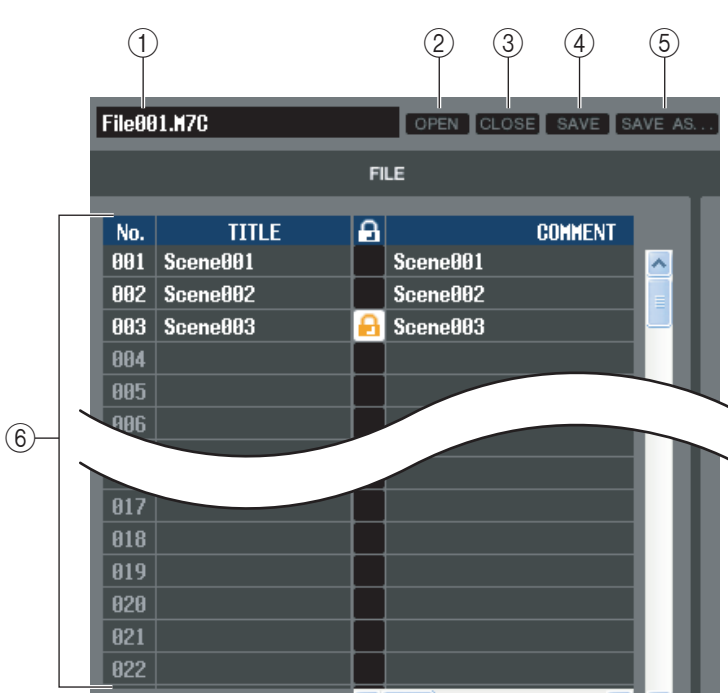 ① ② ③ ④ ⑤
File001.M7C OPEN CLOSE SAVE SAVE AS...
FILE
⑥
No. TITLE COMMENT
001 Scene001 Scene001
002 Scene002 Scene002
003 Scene003 Scene003
004
005
006
017
018
019
020
021
022